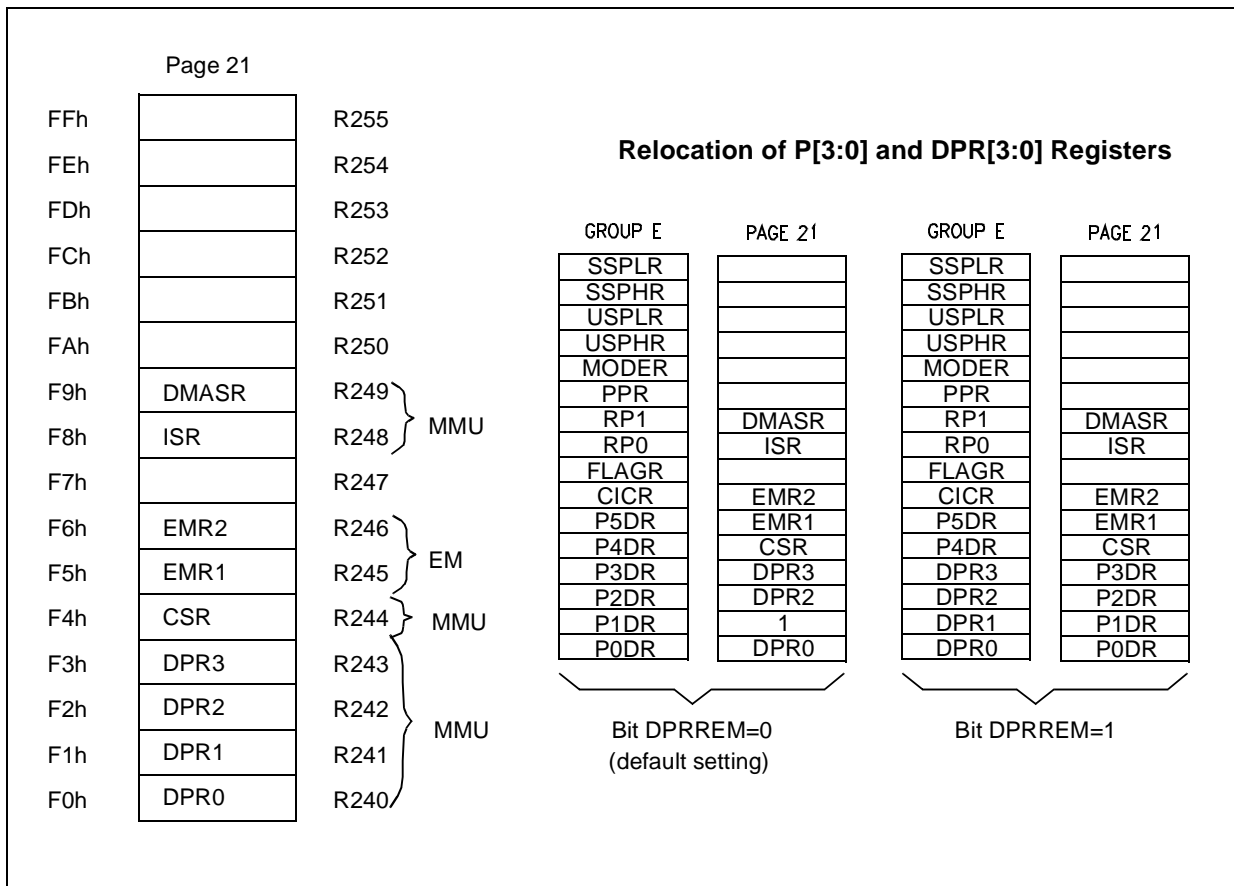 Page 21
FFh R255
FEh R254
FDh R253
FCh R252
FBh R251
FAh R250
F9h DMASR R249
F8h ISR R248
MMU
F7h R247
F6h EMR2 R246
F5h EMR1 R245
EM
F4h CSR R244 MMU
F3h DPR3 R243
F2h DPR2 R242
MMU
F1h DPR1 R241
F0h DPR0 R240
Relocation of P[3:0] and DPR[3:0] Registers
GROUP E PAGE 21 GROUP E PAGE 21
SSPLR SSPLR
SSPHR SSPHR
USPLR USPLR
USPHR USPHR
MODER MODER
PPR PPR
RP1 DMASR RP1 DMASR
RP0 ISR RP0 ISR
FLAGR FLAGR
CICR EMR2 CICR EMR2
P5DR EMR1 P5DR EMR1
P4DR CSR P4DR CSR
P3DR DPR3 DPR3 P3DR
P2DR DPR2 DPR2 P2DR
P1DR 1 DPR1 P1DR
P0DR DPR0 DPR0 P0DR
Bit DPRREM=0 Bit DPRREM=1
(default setting)